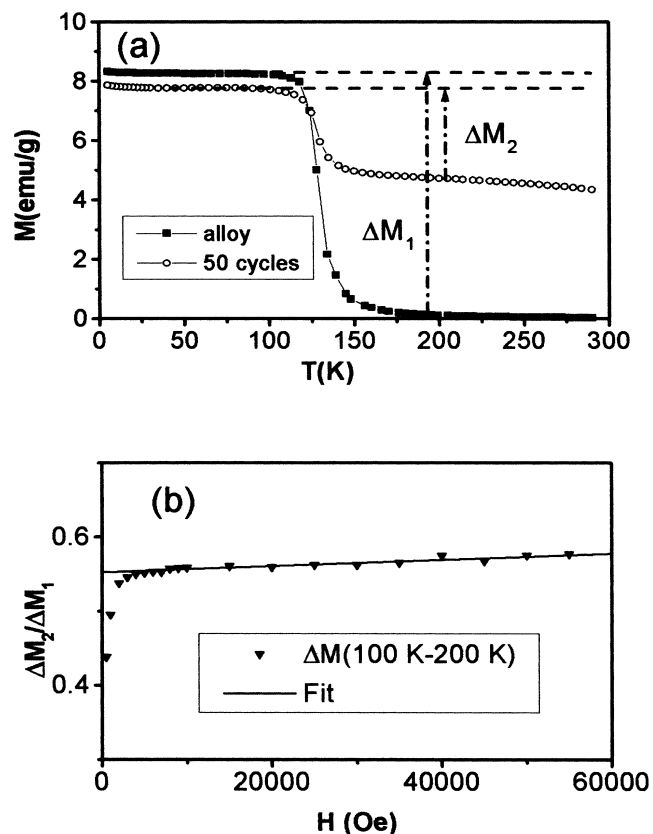 (a)
M(emu/g)
10
8
6
4
2
0
ΔM₂
ΔM₁
alloy
50 cycles
0 50 100 150 200 250 300
T(K)
(b)
ΔM₂/ΔM₁
0.6
0.4
ΔM(100 K-200 K)
Fit
0 20000 40000 60000
H (Oe)